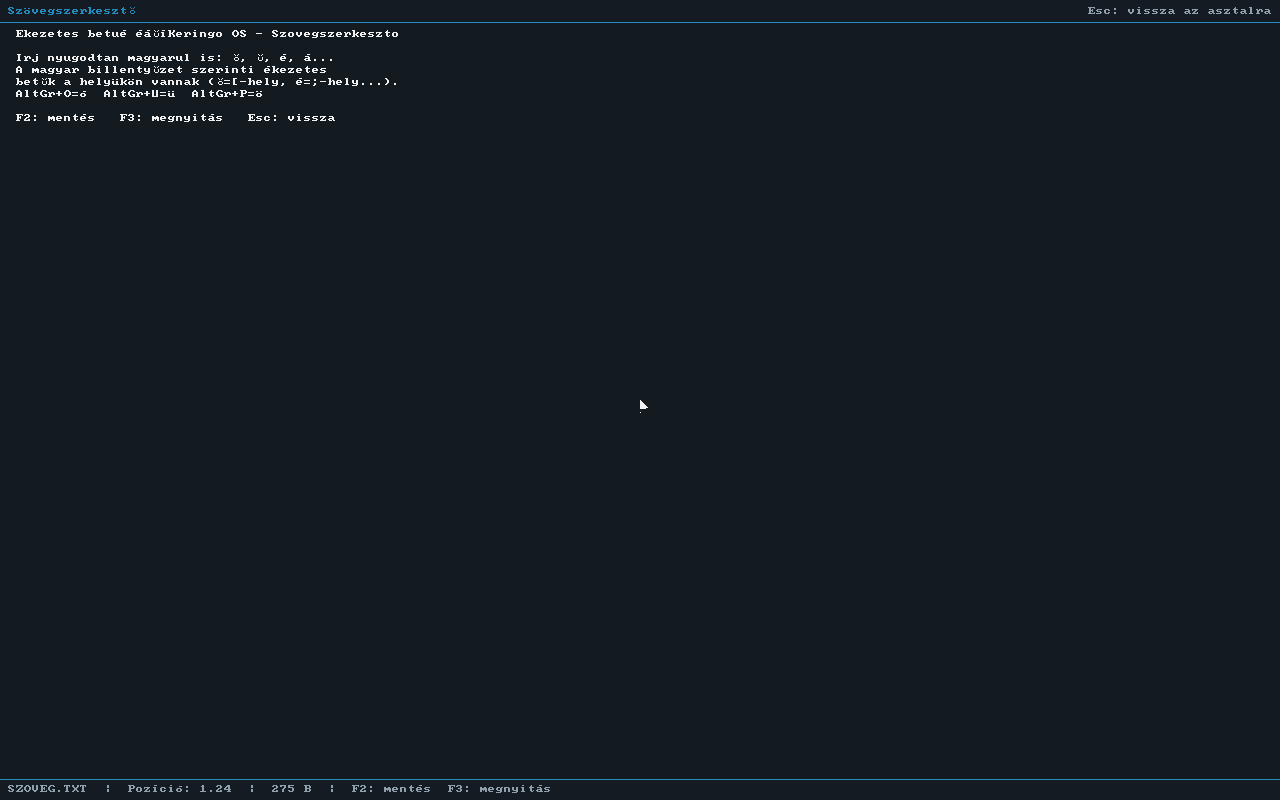 Szövegszerkesztő
Esc: vissza az asztalra
Ekezetes betué éáűíKeringo OS - Szovegszerkeszto
Irj nyugodtan magyarul is: ő, ű, é, á...
A magyar billentyűzet szerinti ékezetes
betűk a helyükön vannak (ő=[-hely, é=;-hely...).
AltGr+O=ó  AltGr+U=ü  AltGr+P=ö
F2: mentés   F3: megnyitás   Esc: vissza
SZOVEG.TXT  |  Pozíció: 1.24  |  275 B  |  F2: mentés  F3: megnyitás